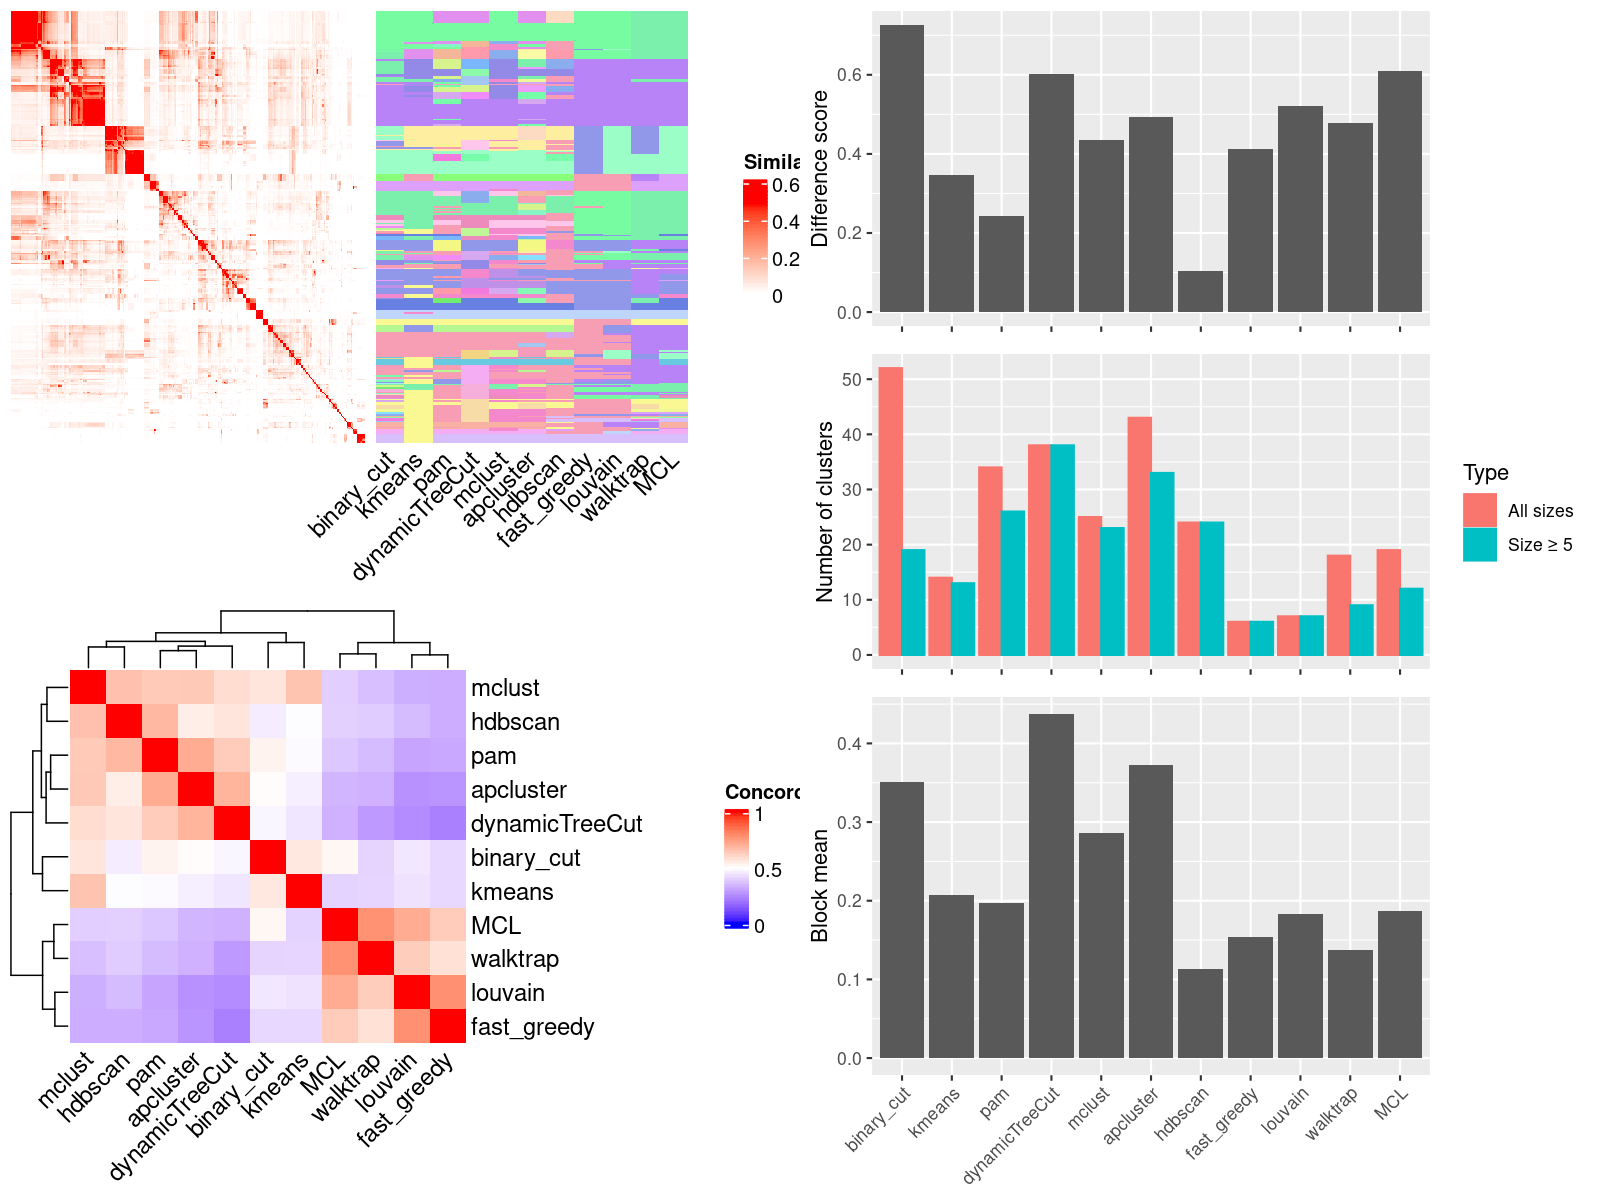 Simila
0.6
0.4
0.2
0
binary_cut
kmeans
pam
dynamicTreeCut
mclust
apcluster
hdbscan
fast_greedy
louvain
walktrap
MCL
mclust
hdbscan
pam
apcluster
dynamicTreeCut
binary_cut
kmeans
MCL
walktrap
louvain
fast_greedy
mclust
hdbscan
pam
apcluster
dynamicTreeCut
binary_cut
kmeans
MCL
walktrap
louvain
fast_greedy
Concord
1
0.5
0
Difference score
0.6
0.4
0.2
0.0
Number of clusters
50
40
30
20
10
0
Type
All sizes
Size ≥ 5
Block mean
0.4
0.3
0.2
0.1
0.0
binary_cut
kmeans
pam
dynamicTreeCut
mclust
apcluster
hdbscan
fast_greedy
louvain
walktrap
MCL